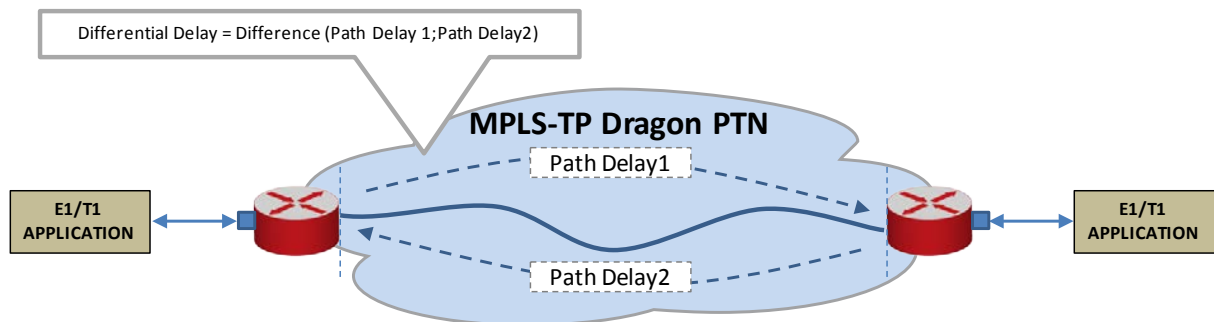 Differential Delay = Difference (Path Delay 1;Path Delay2)
MPLS-TP Dragon PTN
Path Delay1
E1/T1
APPLICATION
E1/T1
APPLICATION
Path Delay2